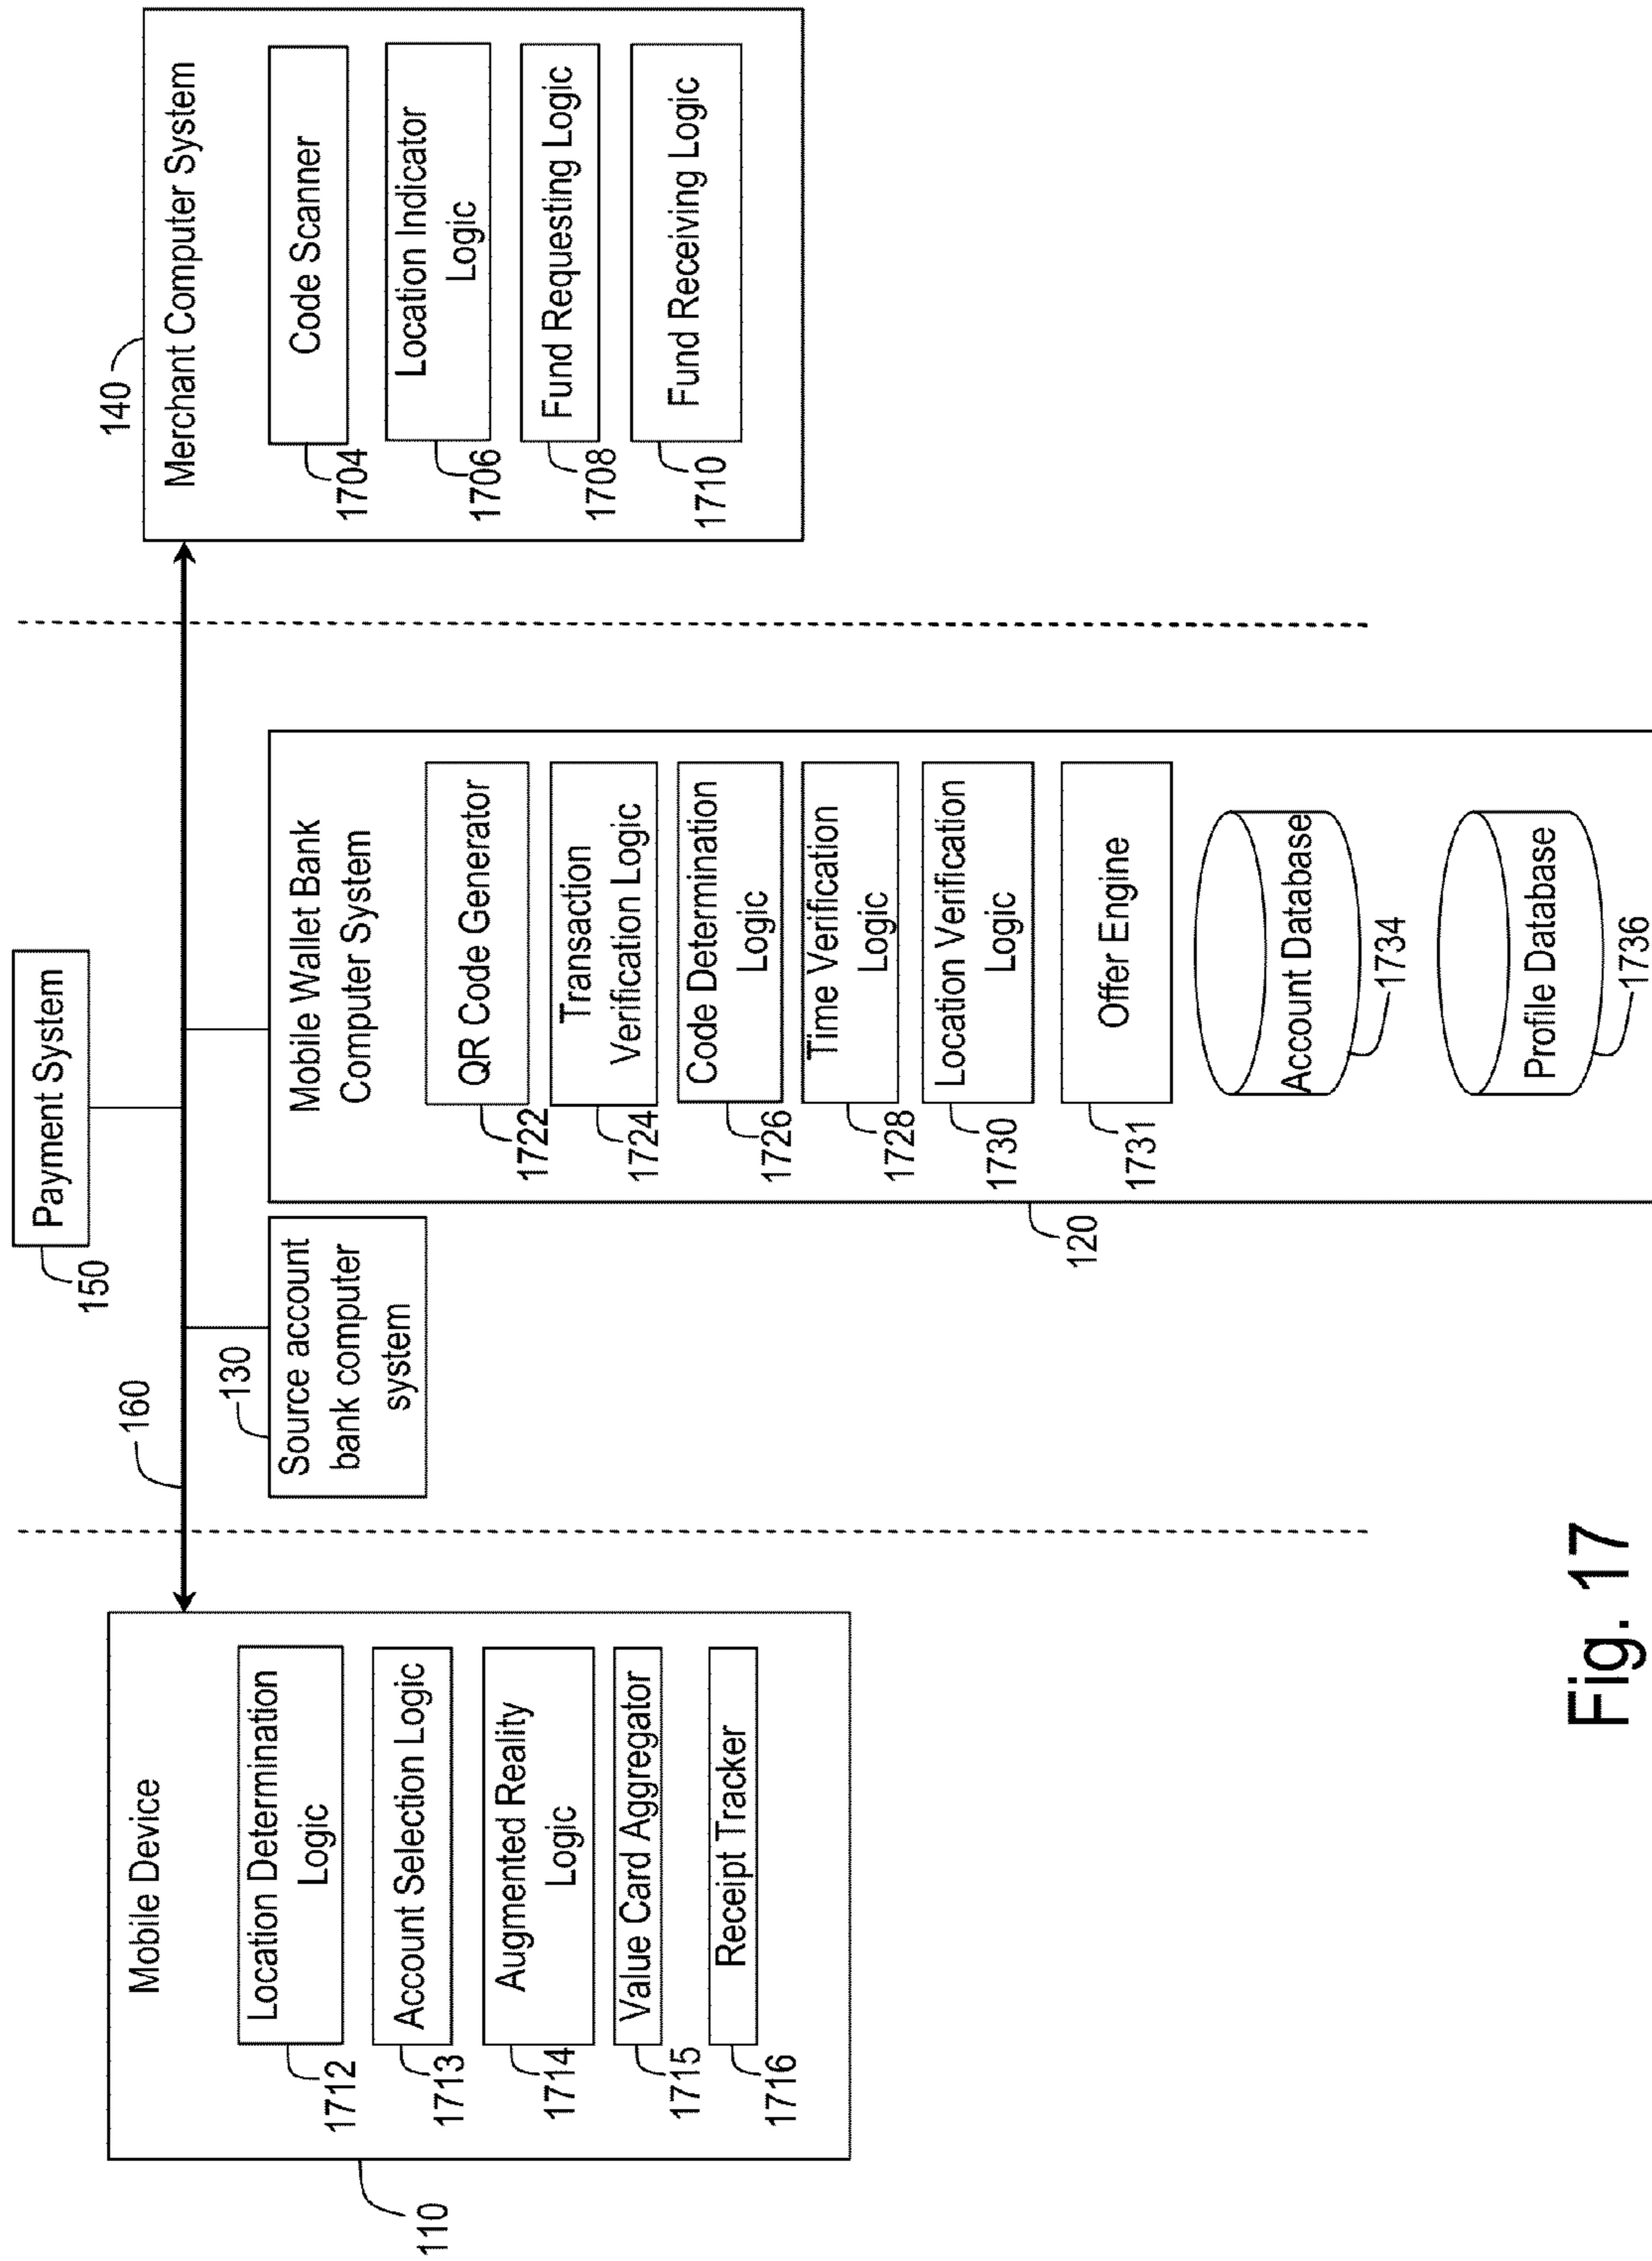 Payment System
150
160
130
Mobile Device
Location Determination
Logic
1712
Account Selection Logic
1713
Augmented Reality
Logic
1714
Value Card Aggregator
1715
Receipt Tracker
1716
110
Source account
bank computer
system
Mobile Wallet Bank
Computer System
QR Code Generator
1722
Transaction
Verification Logic
1724
Code Determination
Logic
1726
Time Verification
Logic
1728
Location Verification
Logic
1730
Offer Engine
1731
Account Database
1734
Profile Database
1736
120
140
Merchant Computer System
Code Scanner
1704
Location Indicator
Logic
1706
Fund Requesting Logic
1708
Fund Receiving Logic
1710
Fig. 17